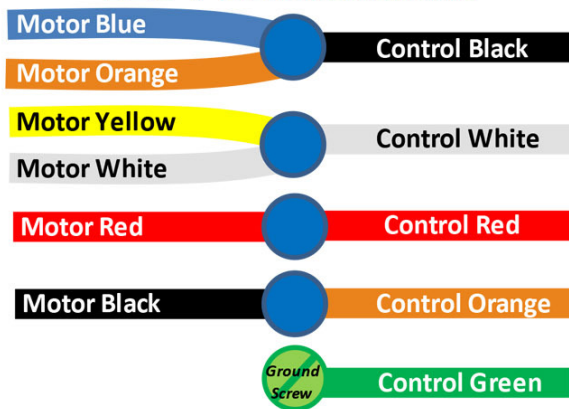 Motor Blue
Motor Orange
Control Black
Motor Yellow
Motor White
Control White
Motor Red
Control Red
Motor Black
Control Orange
Ground
Screw
Control Green